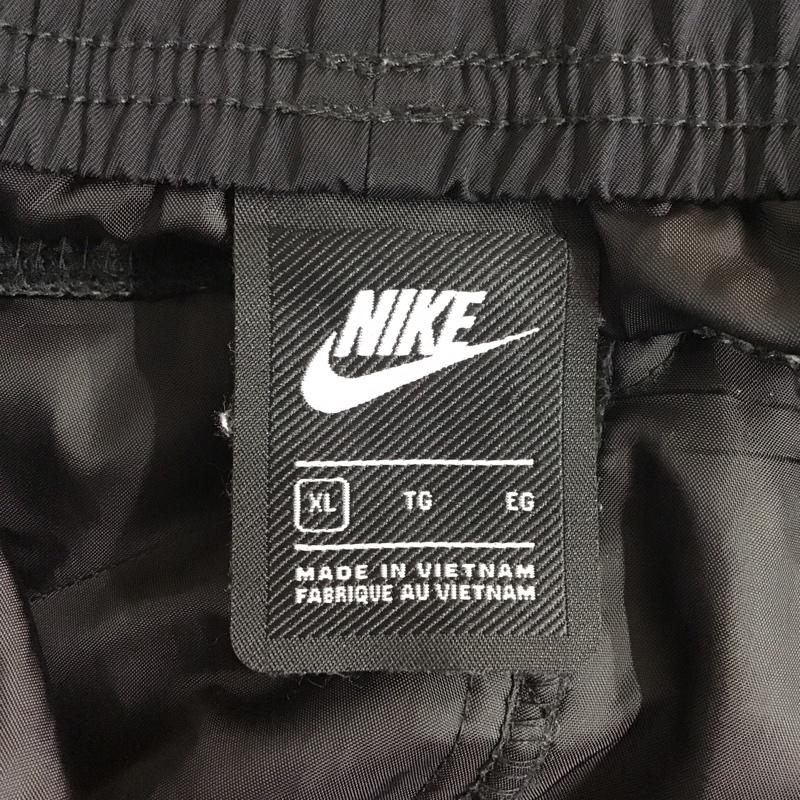 NIKE
XL TG EG
MADE IN VIETNAM
FABRIQUE AU VIETNAM